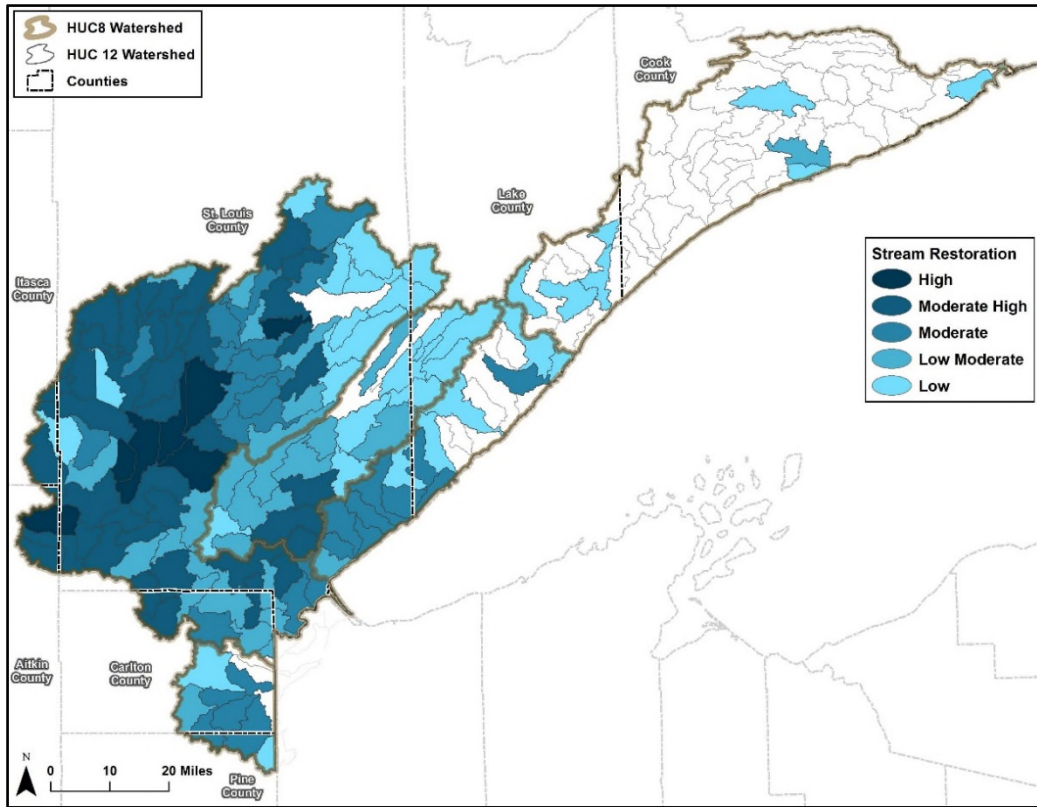 HUC8 Watershed
HUC 12 Watershed
Counties
Cook
County
Lake
County
St. Louis
County
Itasca
County
Stream Restoration
High
Moderate High
Moderate
Low Moderate
Low
Aitkin
County
Carlton
County
Pine
County
N
0 10 20 Miles